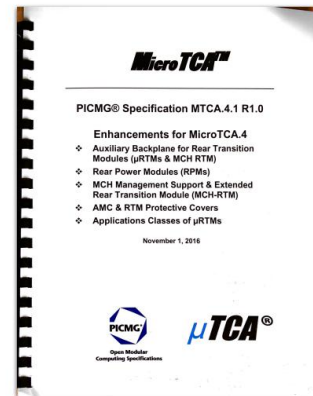 MicroTCA™
PICMG® Specification MTCA.4.1 R1.0
Enhancements for MicroTCA.4
❖ Auxiliary Backplane for Rear Transition
Modules (μRTMs & MCH RTM)
❖ Rear Power Modules (RPMs)
❖ MCH Management Support & Extended
Rear Transition Module (MCH-RTM)
❖ AMC & RTM Protective Covers
❖ Applications Classes of μRTMs
November 1, 2016
PICMG®
Open Modular
Computing Specifications
μTCA®